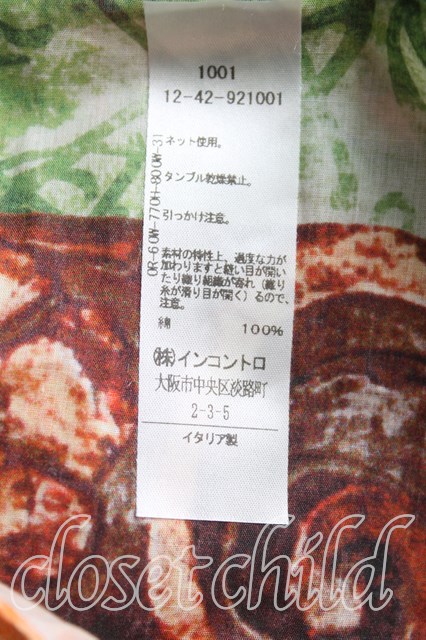 1001
12-42-921001
ネット使用。
タンブル乾燥禁止。
引っかけ注意。
素材の特性上、過度な力が
加わりますと縫い目が開い
たり織り組織が寄れ（織り
糸が滑り目が開く）るので、
注意。
綿 100%
㈱インコントロ
大阪市中央区淡路町
2-3-5
イタリア製
closet child